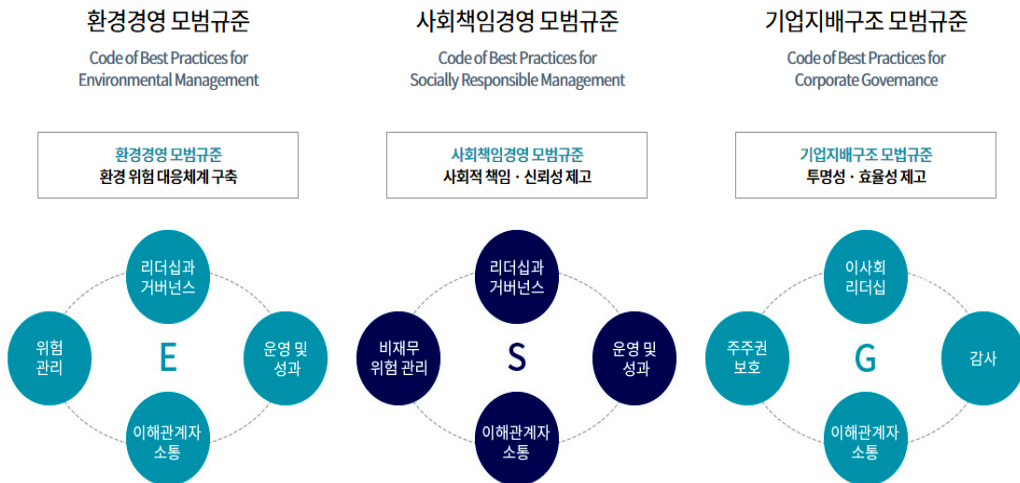 환경경영 모범규준
Code of Best Practices for
Environmental Management
환경경영 모범규준
환경 위험 대응체계 구축
리더십과
거버넌스
위험
관리
E
운영 및
성과
이해관계자
소통
사회책임경영 모범규준
Code of Best Practices for
Socially Responsible Management
사회책임경영 모범규준
사회적 책임 · 신뢰성 제고
리더십과
거버넌스
비재무
위험 관리
S
운영 및
성과
이해관계자
소통
기업지배구조 모범규준
Code of Best Practices for
Corporate Governance
기업지배구조 모법규준
투명성 · 효율성 제고
이사회
리더십
주주권
보호
G
감사
이해관계자
소통